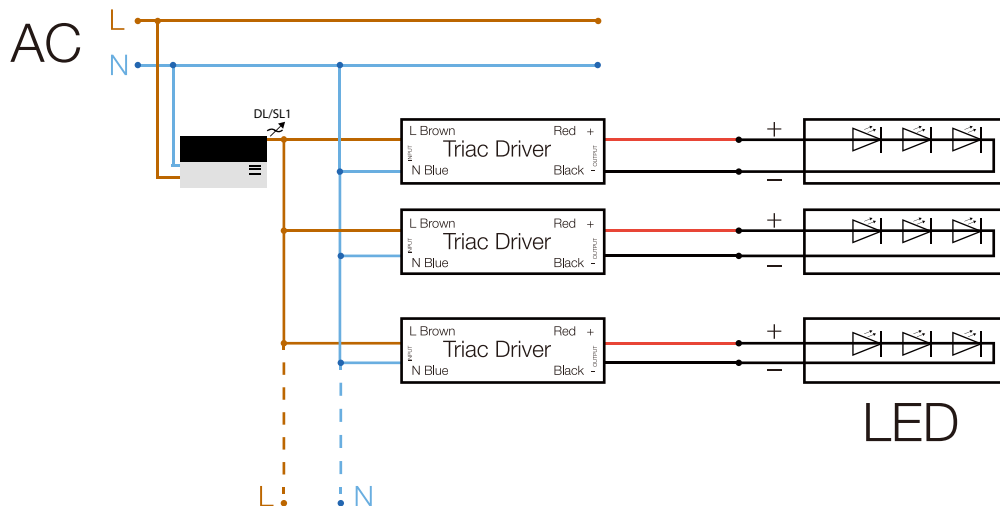 AC
L
N
DL/SL1
L Brown
Red +
INPUT
Triac Driver
OUTPUT
N Blue
Black -
+
−
L Brown
Red +
INPUT
Triac Driver
OUTPUT
N Blue
Black -
+
−
L Brown
Red +
INPUT
Triac Driver
OUTPUT
N Blue
Black -
+
−
LED
L
N